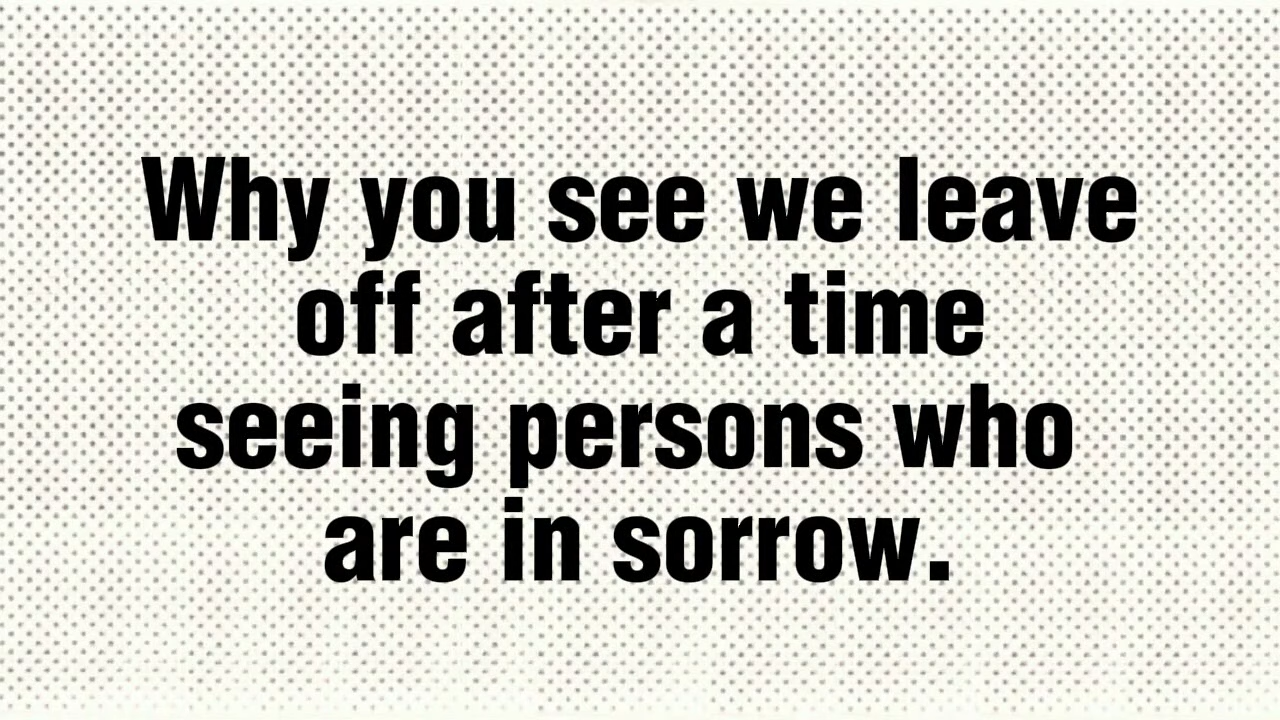 Why you see we leave
off after a time
seeing persons who
are in sorrow.